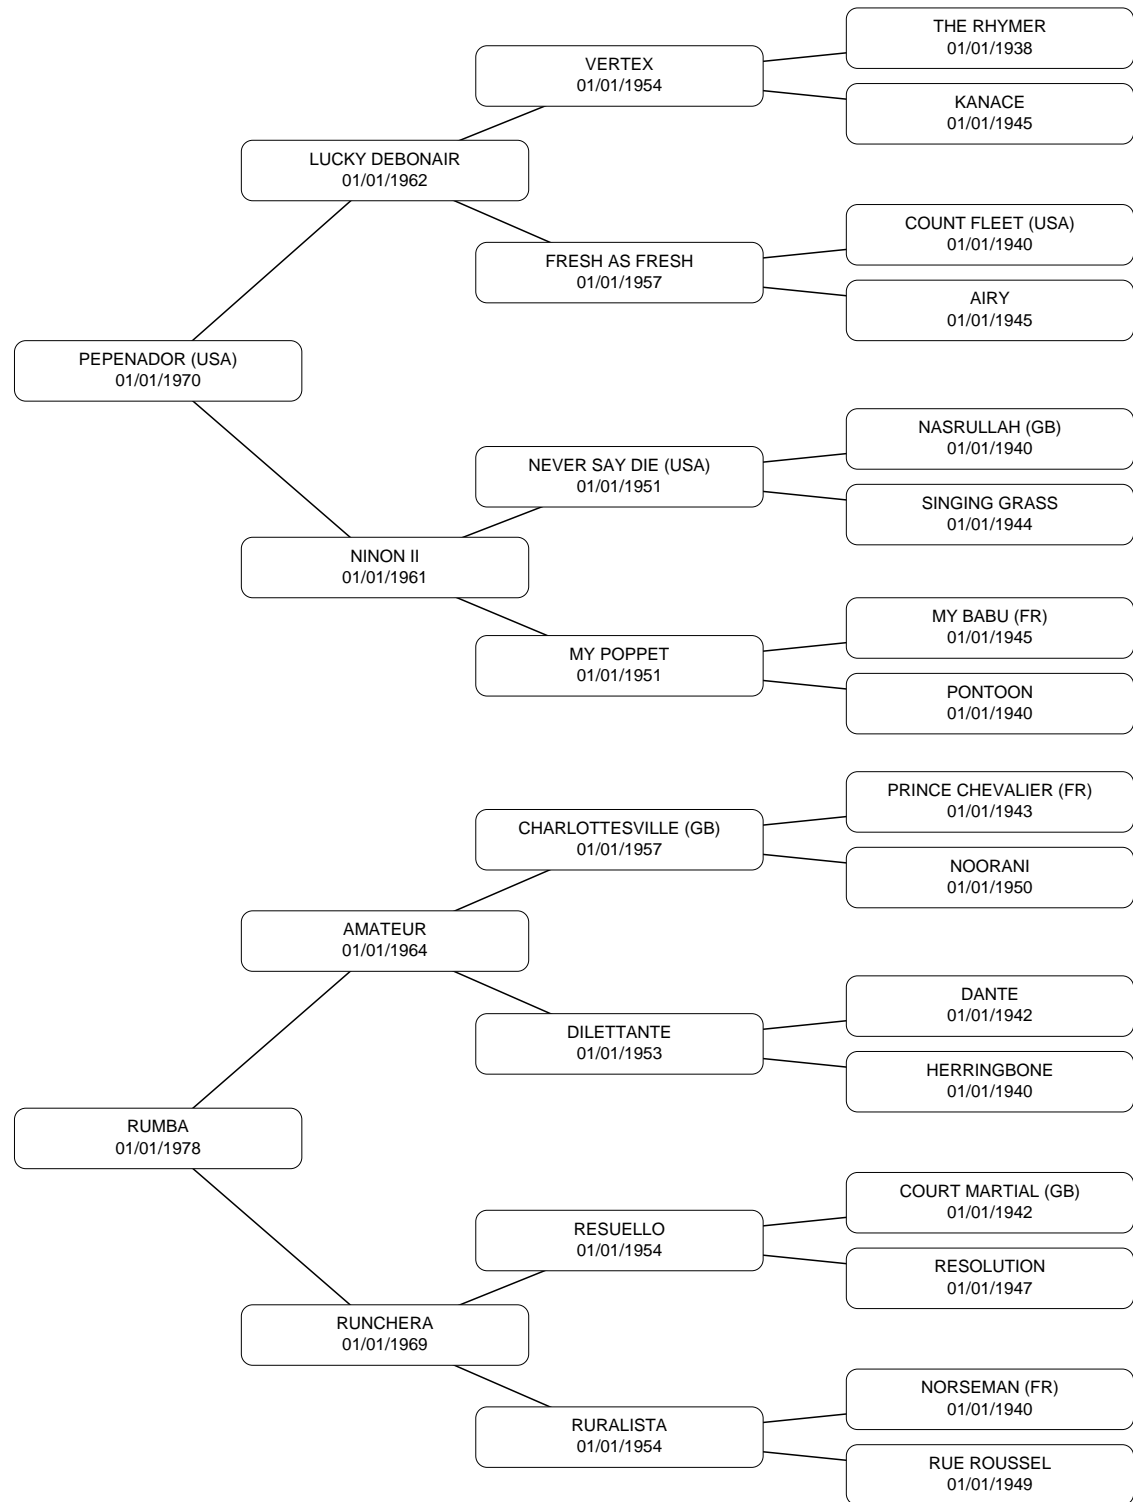 THE RHYMER
01/01/1938
VERTEX
01/01/1954
KANACE
01/01/1945
LUCKY DEBONAIR
01/01/1962
COUNT FLEET (USA)
01/01/1940
FRESH AS FRESH
01/01/1957
AIRY
01/01/1945
PEPENADOR (USA)
01/01/1970
NASRULLAH (GB)
01/01/1940
NEVER SAY DIE (USA)
01/01/1951
SINGING GRASS
01/01/1944
NINON II
01/01/1961
MY BABU (FR)
01/01/1945
MY POPPET
01/01/1951
PONTOON
01/01/1940
PRINCE CHEVALIER (FR)
01/01/1943
CHARLOTTESVILLE (GB)
01/01/1957
NOORANI
01/01/1950
AMATEUR
01/01/1964
DANTE
01/01/1942
DILETTANTE
01/01/1953
HERRINGBONE
01/01/1940
RUMBA
01/01/1978
COURT MARTIAL (GB)
01/01/1942
RESUELLO
01/01/1954
RESOLUTION
01/01/1947
RUNCHERA
01/01/1969
NORSEMAN (FR)
01/01/1940
RURALISTA
01/01/1954
RUE ROUSSEL
01/01/1949